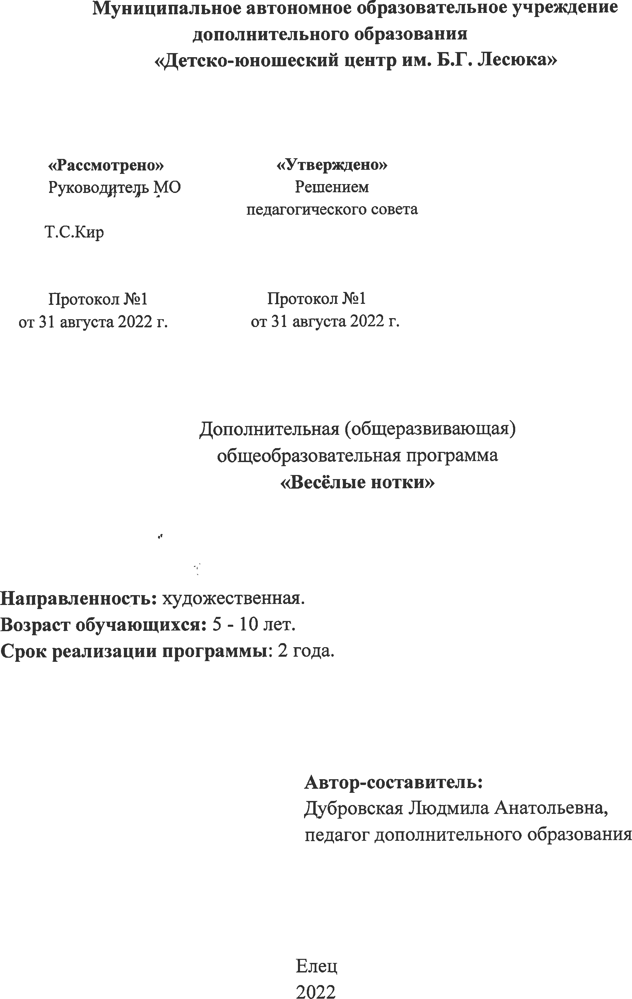 Муниципальное автономное образовательное учреждение
дополнительного образования
«Детско-юношеский центр им. Б.Г. Лесюка»
«Рассмотрено»
Руководитель МО
Т.С.Кир
Протокол №1
от 31 августа 2022 г.
«Утверждено»
Решением
педагогического совета
Протокол №1
от 31 августа 2022 г.
Дополнительная (общеразвивающая)
общеобразовательная программа
«Весёлые нотки»
Направленность: художественная.
Возраст обучающихся: 5 - 10 лет.
Срок реализации программы: 2 года.
Автор-составитель:
Дубровская Людмила Анатольевна,
педагог дополнительного образования
Елец
2022